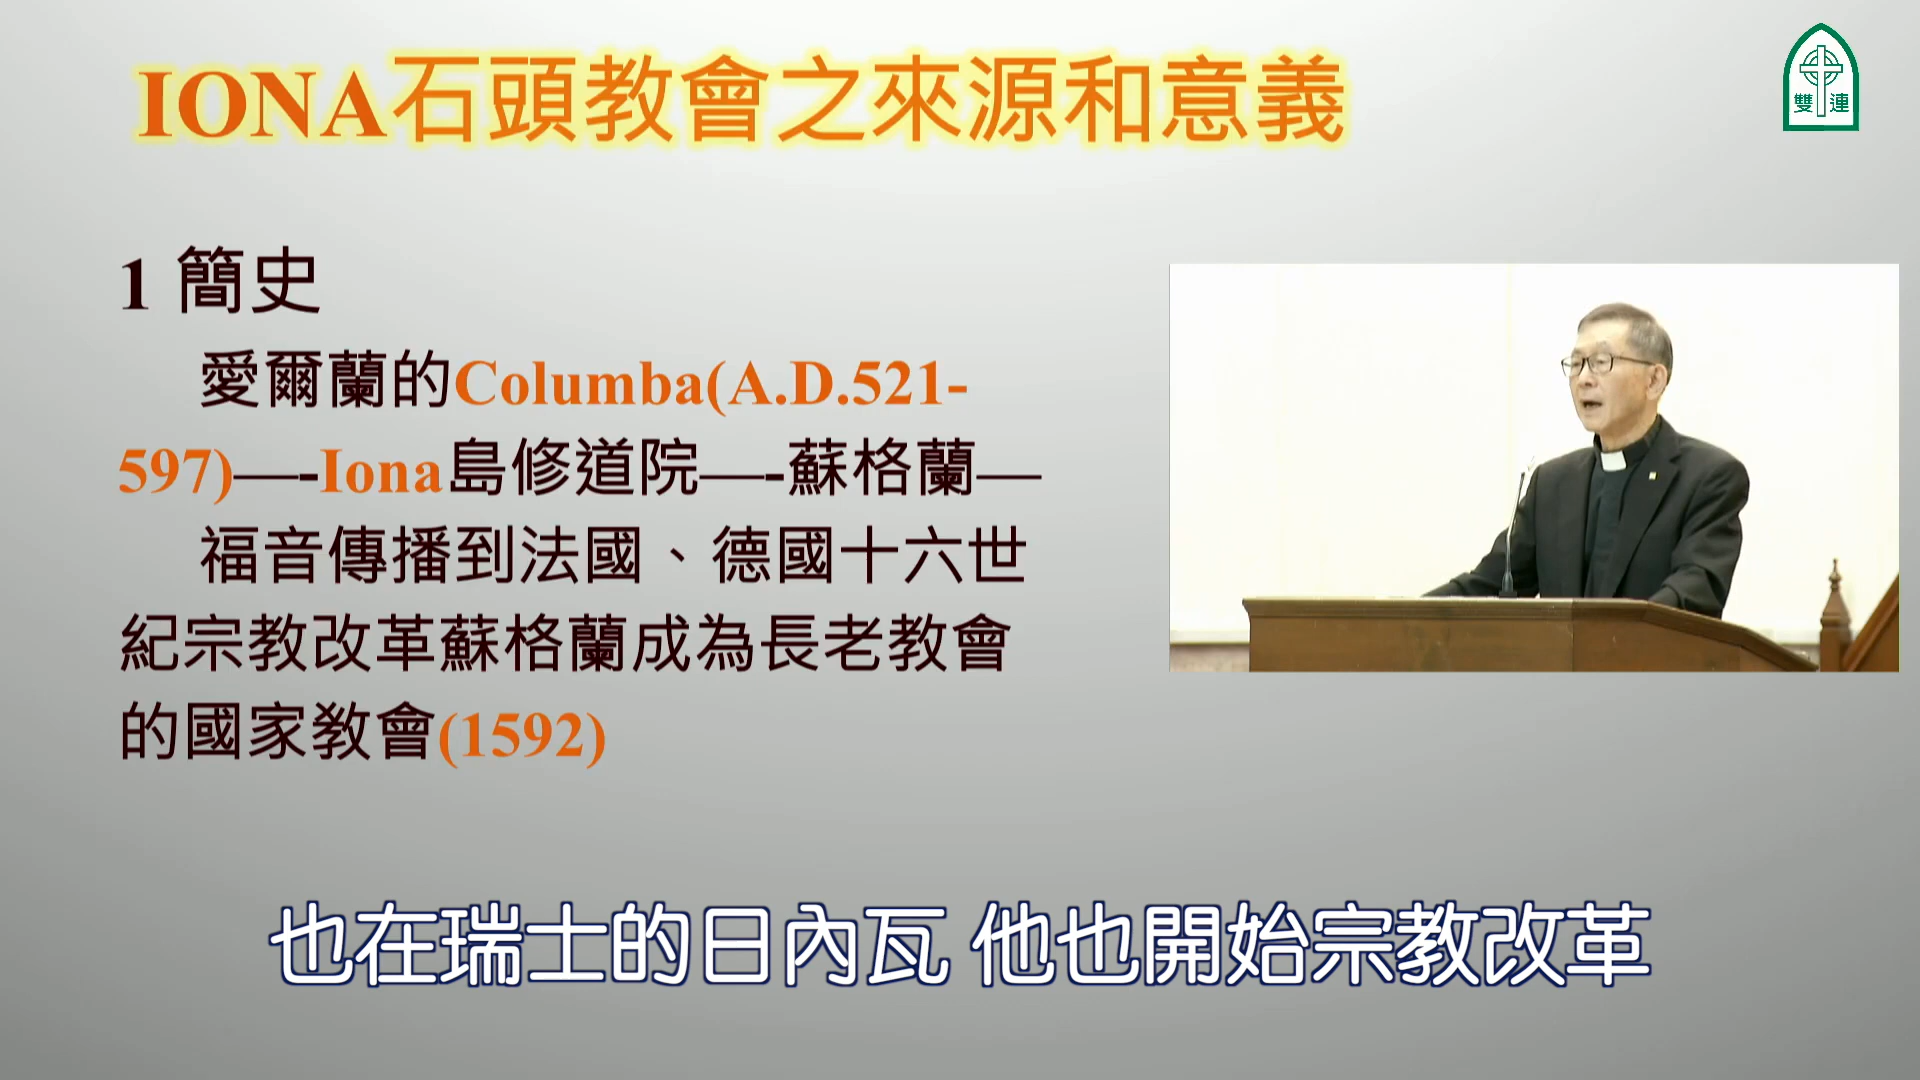 IONA石頭教會之來源和意義
雙連
1 簡史
愛爾蘭的Columba(A.D.521-
597)—-Iona島修道院—-蘇格蘭—
福音傳播到法國、德國十六世
紀宗教改革蘇格蘭成為長老教會
的國家教會(1592)
也在瑞士的日內瓦 他也開始宗教改革